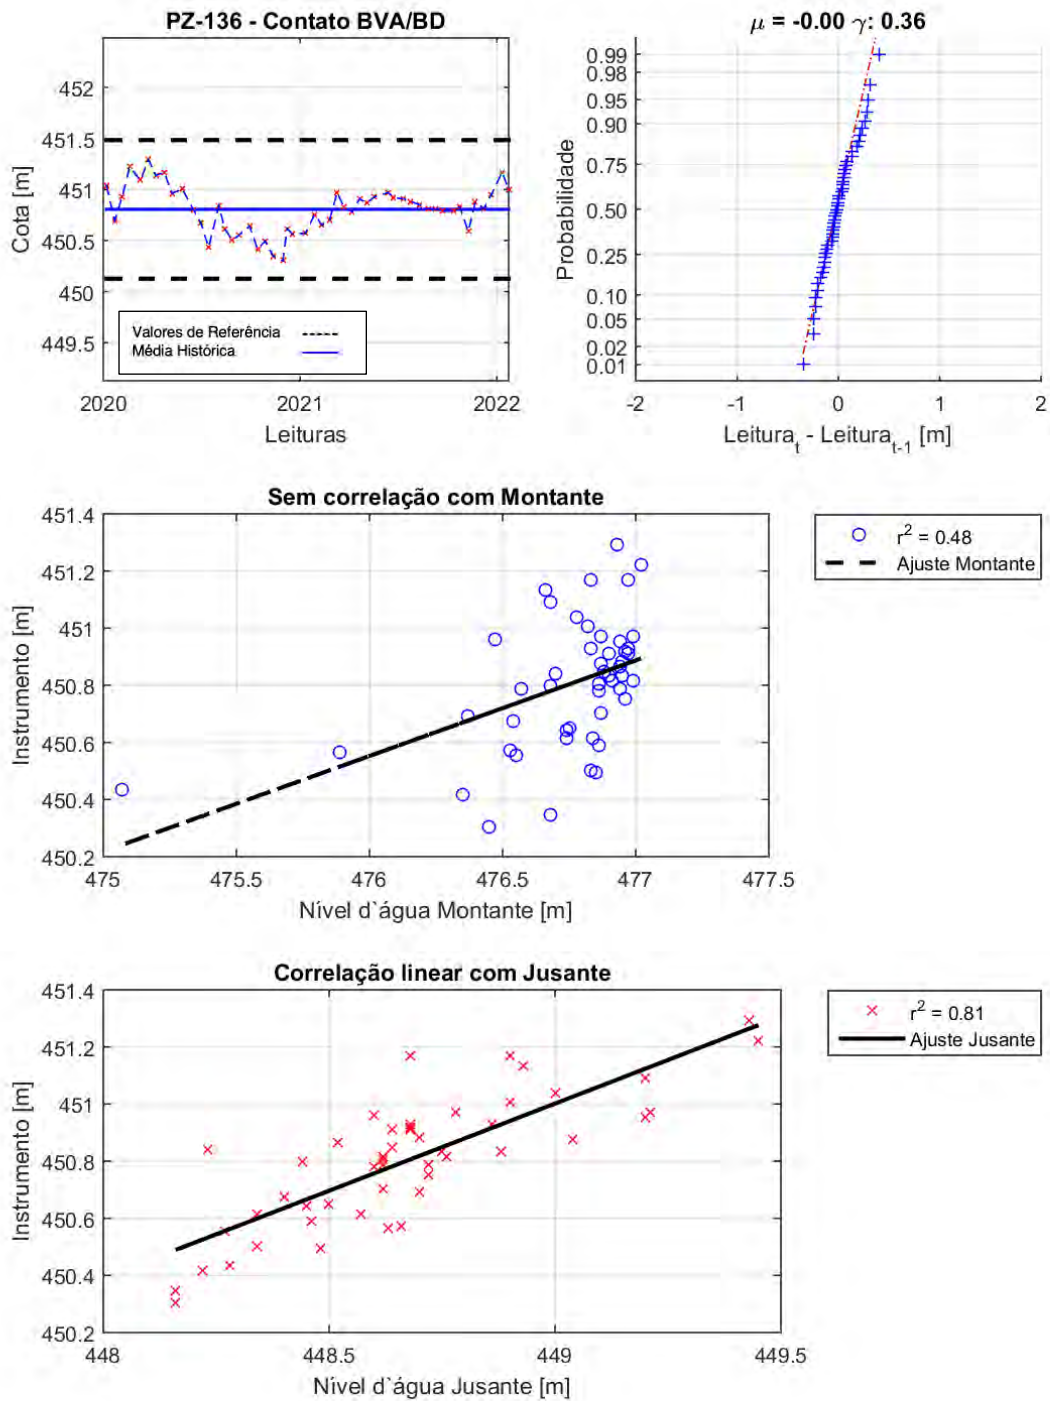 PZ-136 - Contato BVA/BD
Cota [m]
452
451.5
451
450.5
450
449.5
Valores de Referência
Média Histórica
2020
2021
2022
Leituras
μ = -0.00 γ: 0.36
Probabilidade
0.99
0.98
0.95
0.90
0.75
0.50
0.25
0.10
0.05
0.02
0.01
-2
-1
0
1
2
Leitura_t - Leitura_t-1 [m]
Sem correlação com Montante
Instrumento [m]
451.4
451.2
451
450.8
450.6
450.4
450.2
475
475.5
476
476.5
477
477.5
Nível d`água Montante [m]
r² = 0.48
Ajuste Montante
Correlação linear com Jusante
Instrumento [m]
451.4
451.2
451
450.8
450.6
450.4
450.2
448
448.5
449
449.5
Nível d`água Jusante [m]
r² = 0.81
Ajuste Jusante